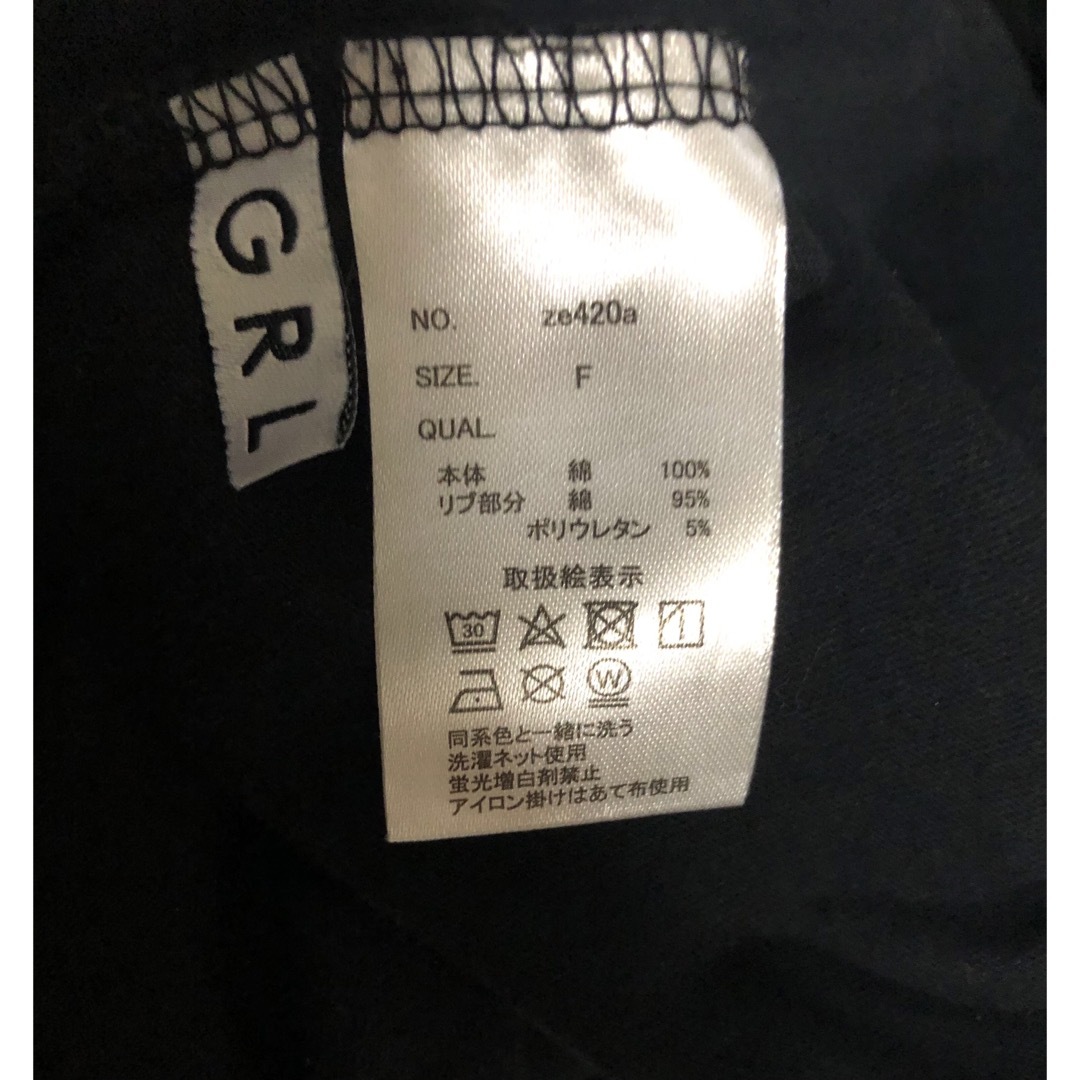 GRL
NO. ze420a
SIZE. F
QUAL.
本体 綿 100%
リブ部分 綿 95%
ポリウレタン 5%
取扱絵表示
30
W
同系色と一緒に洗う
洗濯ネット使用
蛍光増白剤禁止
アイロン掛けはあて布使用